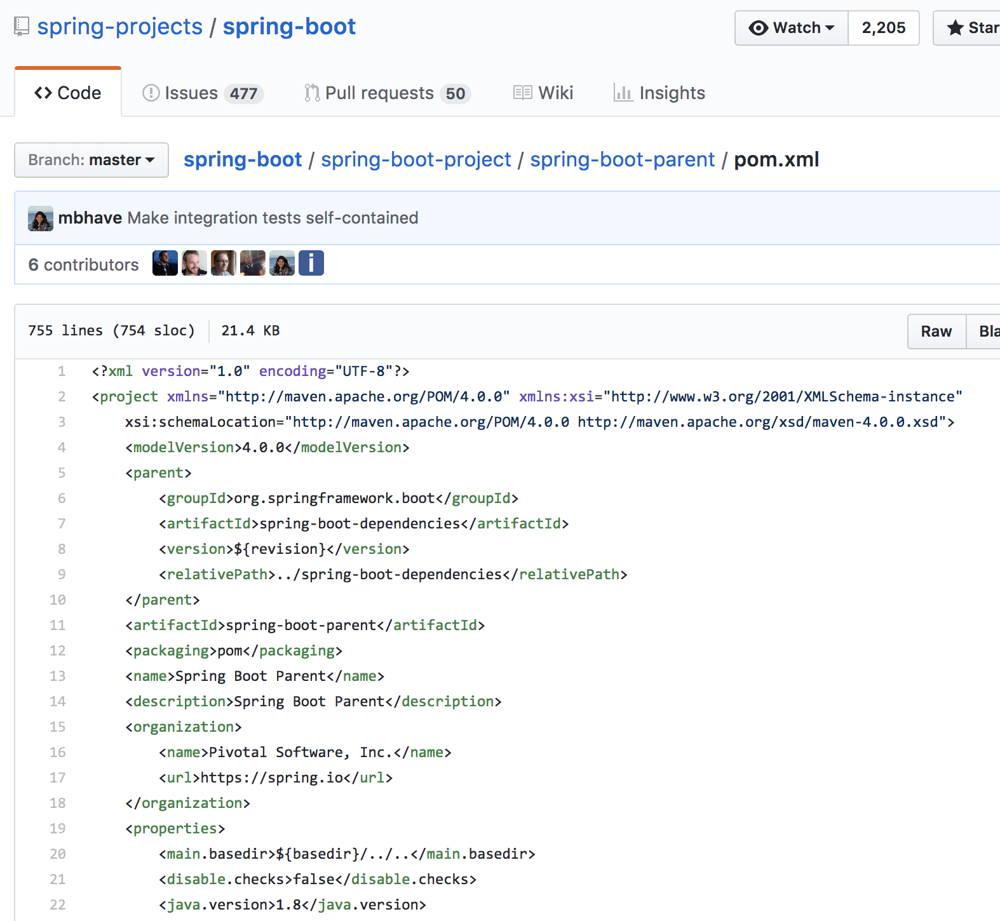 spring-projects / spring-boot
Watch 2,205 Star
Code Issues 477 Pull requests 50 Wiki Insights
Branch: master spring-boot / spring-boot-project / spring-boot-parent / pom.xml
mbhave Make integration tests self-contained
6 contributors
755 lines (754 sloc) 21.4 KB
Raw Bla
1 <?xml version="1.0" encoding="UTF-8"?>
2 <project xmlns="http://maven.apache.org/POM/4.0.0" xmlns:xsi="http://www.w3.org/2001/XMLSchema-instance"
3 xsi:schemaLocation="http://maven.apache.org/POM/4.0.0 http://maven.apache.org/xsd/maven-4.0.0.xsd">
4 <modelVersion>4.0.0</modelVersion>
5 <parent>
6 <groupId>org.springframework.boot</groupId>
7 <artifactId>spring-boot-dependencies</artifactId>
8 <version>${revision}</version>
9 <relativePath>../spring-boot-dependencies</relativePath>
10 </parent>
11 <artifactId>spring-boot-parent</artifactId>
12 <packaging>pom</packaging>
13 <name>Spring Boot Parent</name>
14 <description>Spring Boot Parent</description>
15 <organization>
16 <name>Pivotal Software, Inc.</name>
17 <url>https://spring.io</url>
18 </organization>
19 <properties>
20 <main.basedir>${basedir}/../..</main.basedir>
21 <disable.checks>false</disable.checks>
22 <java.version>1.8</java.version>